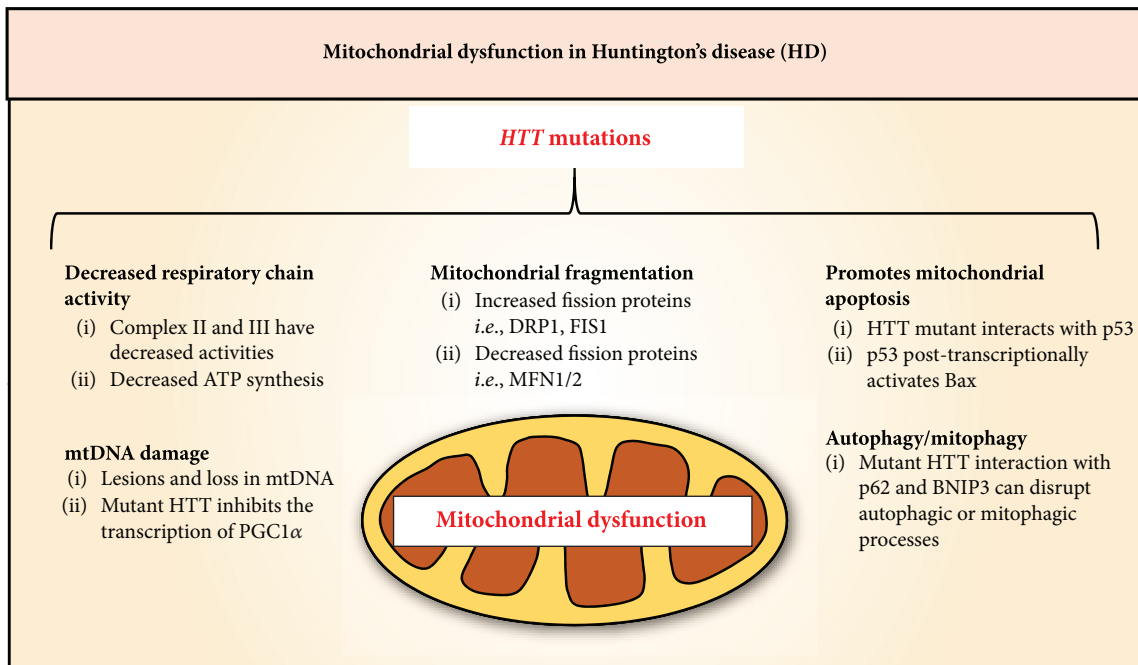 Mitochondrial dysfunction in Huntington's disease (HD)
HTT mutations
Decreased respiratory chain
activity
(i) Complex II and III have
decreased activities
(ii) Decreased ATP synthesis
mtDNA damage
(i) Lesions and loss in mtDNA
(ii) Mutant HTT inhibits the
transcription of PGC1α
Mitochondrial fragmentation
(i) Increased fission proteins
i.e., DRP1, FIS1
(ii) Decreased fission proteins
i.e., MFN1/2
Promotes mitochondrial
apoptosis
(i) HTT mutant interacts with p53
(ii) p53 post-transcriptionally
activates Bax
Autophagy/mitophagy
(i) Mutant HTT interaction with
p62 and BNIP3 can disrupt
autophagic or mitophagic
processes
Mitochondrial dysfunction